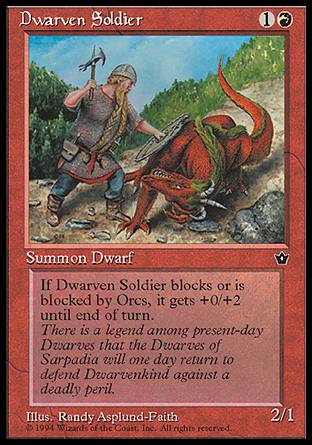 Dwarven Soldier 1
Summon Dwarf
If Dwarven Soldier blocks or is
blocked by Orcs, it gets +0/+2
until end of turn.
There is a legend among present-day
Dwarves that the Dwarves of
Sarpadia will one day return to
defend Dwarvenkind against a
deadly peril.
Illus. Randy Asplund-Faith 2/1
© 1994 Wizards of the Coast, Inc. All rights reserved.